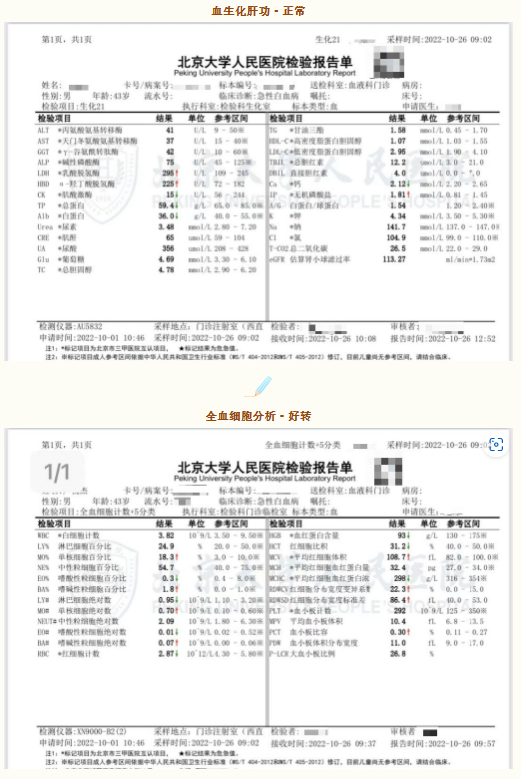 血生化肝功·正常
第1页，共1页 生化21 采样时间:2022-10-26 09:02
北京大学人民医院检验报告单
Peking University People's Hospital Laboratory Report
姓名: 卡号/病案号: 标本编号: 送检科室:血液科门诊 病房:
性别:男 年龄:43岁 流水号: 临床诊断:急性白血病 嘱托: 床号:
检验项目:生化21 执行科室:检验科生化室 标本类型:血 申请医生:
检验项目 结果 单位 参考区间 检验项目 结果 单位 参考区间
ALT *丙氨酸氨基转移酶 41 U/L 9 - 50 TG *甘油三酯 1.58 mmol/L 0.45 - 1.70
AST *天门冬氨酸氨基转移酶 37 U/L 15 - 40 HDL-C *高密度脂蛋白胆固醇 1.07 mmol/L 1.03 - 1.55
GGT *γ-谷氨酰转肽酶 42 U/L 10 - 60 LDL-C *低密度脂蛋白胆固醇 2.95 mmol/L 1.90 - 4.10
ALP *碱性磷酸酶 75 U/L 45 - 125 TBIL *总胆红素 12.2
LDH *乳酸脱氢酶 295↑ U/L 109 - 245 DBIL 直接胆红素 4.0
HBD α-羟丁酸脱氢酶 225↑ U/L 72 - 182 Ca *钙 2.12↓ mmol/L 2.20 - 2.65
CK *肌酸激酶 15↓ U/L 56 - 244 IP *无机磷酸盐 1.81↑ mmol/L 0.81 - 1.45
TP *总蛋白 59.4↓ g/L 65.0 - 85.0 A/G 白蛋白/球蛋白 1.54 1.20 - 2.40
Alb *白蛋白 36.0↓ g/L 40.0 - 55.0 K *钾 4.34 mmol/L 3.50 - 5.30
Urea *尿素 3.48 mmol/L 2.80 - 7.20 Na *钠 141.7 mmol/L 137.0 - 147.0
CRE *肌酐 65 59 - 104 Cl *氯 104.9 mmol/L 99.0 - 110.0
UA *尿酸 356 208 - 428 T-CO2 总二氧化碳 26.5 mmol/L 22.0 - 29.0
Glu *葡萄糖 4.69 mmol/L 3.30 - 6.10 eGFR 估算肾小球滤过率 113.27 ml/min*1.73m2
TC *总胆固醇 4.78 mmol/L 2.90 - 6.20
检测仪器:AU5832 采样地点: 门诊注射室（西直 检验者: 审核者:
申请时间:2022-10-01 10:46 采样时间:2022-10-26 09:02 接收时间:2022-10-26 10:08 报告时间:2022-10-26 12:52
注1: *标记项目为北京市三甲医院互认项目。 ★标记结果为危急值。
注2: ※标记项目成人参考区间依据中华人民共和国卫生行业标准（WS/T 404-2012和WS/T 405-2012）修订。目前儿童尚无参考区间。请结合临床。
全血细胞分析·好转
第1页，共1页 全血细胞计数+5分类 采样时间:2022-10-26 09:02
1/1
北京大学人民医院检验报告单
Peking University People's Hospital Laboratory Report
卡号/病案号: 标本编号: 送检科室:血液科门诊 病房:
性别:男 年龄:43岁 流水号: 临床诊断:急性白血病 嘱托: 床号:
检验项目:全血细胞计数+5分类 执行科室:检验科门诊临检室 标本类型:血 申请医生:
检验项目 结果 单位 参考区间 检验项目 结果 单位 参考区间
WBC *白细胞计数 3.82 10^9/L 3.50 - 9.50 HGB *血红蛋白含量 93↓ g/L 130 - 175
LY% 淋巴细胞百分比 24.9 % 20.0 - 50.0 HCT 红细胞比积 31.2↓ % 40.0 - 50.0
MO% 单核细胞百分比 18.3↑ % 3.0 - 10.0 MCV *平均红细胞体积 108.7↑ fL 82.0 - 100.0
NE% 中性粒细胞百分比 54.7 % 40.0 - 75.0 MCH *平均红细胞血红蛋白量 32.4 pg 27.0 - 34.0
EO% 嗜酸性粒细胞百分比 0.3↓ % 0.4 - 8.0 MCHC *平均红细胞血红蛋白浓 298↓ g/L 316 - 354
BA% 嗜碱性粒细胞百分比 1.8↑ % 0.0 - 1.0 RDWCV 红细胞分布宽度变异系数 22.3↑ % 0.0 - 15.0
LY# 淋巴细胞绝对数 0.95↓ 10^9/L 1.10 - 3.20 RDWSD 红细胞分布宽度标准差 86.4↑ fL 40.0 - 53.0
MO# 单核细胞绝对数 0.70↑ 10^9/L 0.10 - 0.60 PLT *血小板计数 292 10^9/L 125 - 350
NEUT# 中性粒细胞绝对数 2.09 10^9/L 1.80 - 6.30 MPV 平均血小板体积 10.4 fL 6.8 - 13.5
EO# 嗜酸性粒细胞绝对数 0.01↓ 10^9/L 0.02 - 0.52 PCT 血小板比容 0.30↑ % 0.11 - 0.27
BA# 嗜碱性粒细胞绝对数 0.07↑ 10^9/L 0.00 - 0.06 PDW 血小板体积分布宽度 11.0 fL 9.0 - 17.0
RBC *红细胞计数 2.87↓ 10^12/L 4.30 - 5.80 P-LCR 大血小板比例 26.8 %
检测仪器:XN9000-B2(2) 采样地点: 门诊注射室（西直 检验者: 审核者
申请时间:2022-10-01 10:46 采样时间:2022-10-26 09:02 接收时间:2022-10-26 09:37 报告时间:2022-10-26 09:57
注1: *标记项目为北京市三甲医院互认项目。 ★标记结果为危急值。
注2: ※标记项目成人参考区间依据中华人民共和国卫生行业标准（WS/T 404-2012和WS/T 405-2012）修订。目前儿童尚无参考区间。请结合临床。